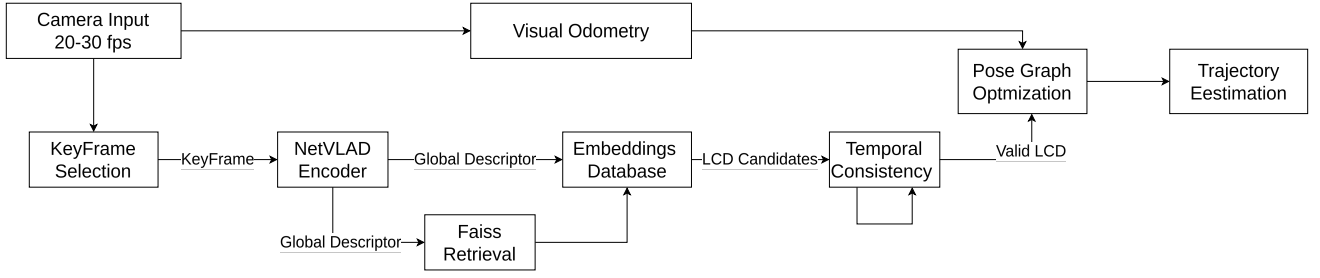 Camera Input
20-30 fps
Visual Odometry
Pose Graph
Optmization
Trajectory
Eestimation
KeyFrame
Selection
KeyFrame
NetVLAD
Encoder
Global Descriptor
Embeddings
Database
LCD Candidates
Temporal
Consistency
Valid LCD
Global Descriptor
Faiss
Retrieval